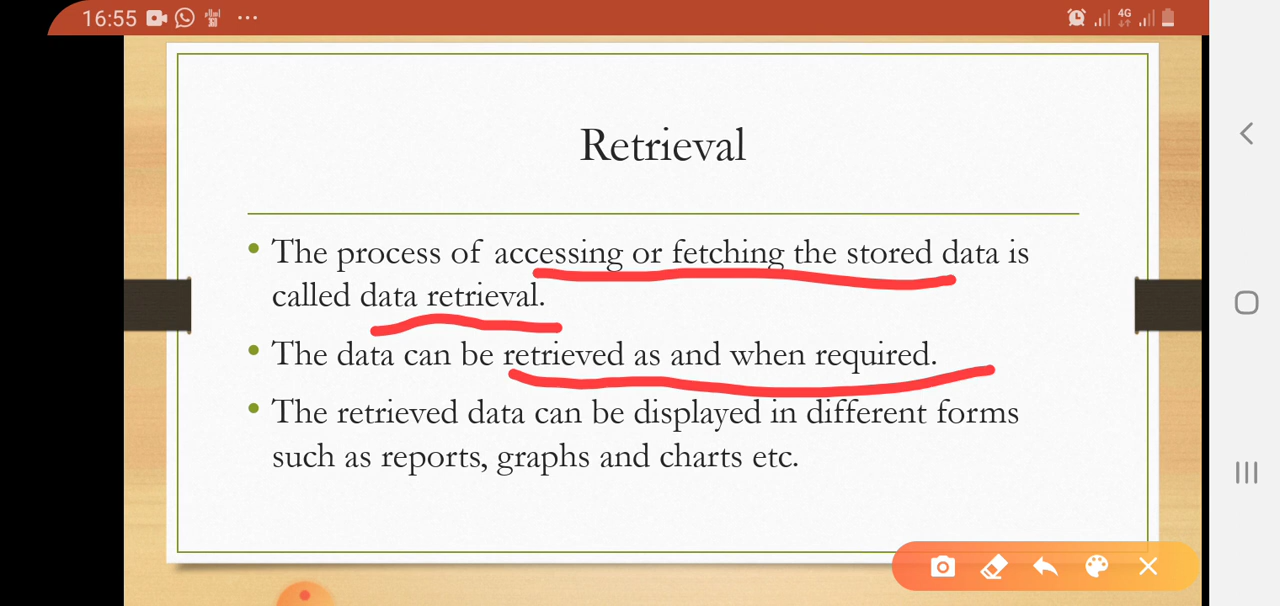 16:55
4G
Retrieval
• The process of accessing or fetching the stored data is
called data retrieval.
• The data can be retrieved as and when required.
• The retrieved data can be displayed in different forms
such as reports, graphs and charts etc.